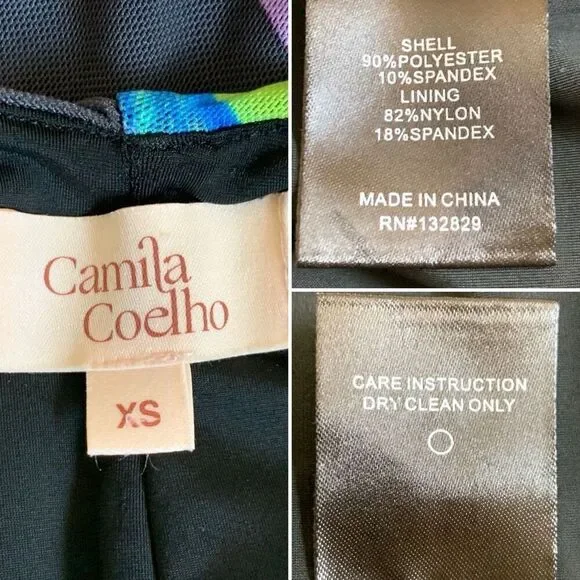 Camila
Coelho
XS
SHELL
90%POLYESTER
10%SPANDEX
LINING
82%NYLON
18%SPANDEX
MADE IN CHINA
RN#132829
CARE INSTRUCTION
DRY CLEAN ONLY